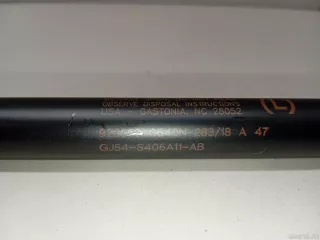 OBSERVE DISPOSAL INSTRUCTIONS
USA GASTONIA, NC 28052
L
283/18 A 47
GJ54-S406A11-AB